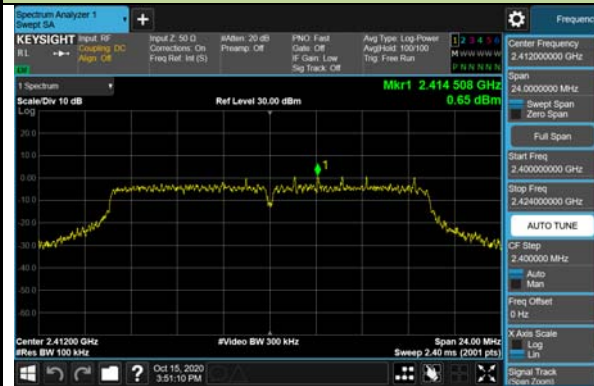 Spectrum Analyzer 1
Swept SA
+
Frequenc
KEYSIGHT
RL
Input: RF
Coupling: DC
Align: Off
Input Z: 50 Ω
Corrections: On
Freq Ref: Int (S)
#Atten: 20 dB
Preamp: Off
PNO: Fast
Gate: Off
IF Gain: Low
Sig Track: Off
Avg Type: Log-Power
Avg|Hold: 100/100
Trig: Free Run
1 2 3 4 5 6
M W W W W W
P N N N N N
1 Spectrum
Scale/Div 10 dB
Ref Level 30.00 dBm
Mkr1 2.414 508 GHz
0.65 dBm
Log
20.0
10.0
0.00
-10.0
-20.0
-30.0
-40.0
-50.0
-60.0
1
Center 2.41200 GHz
#Res BW 100 kHz
#Video BW 300 kHz
Span 24.00 MHz
Sweep 2.40 ms (2001 pts)
Center Frequency
2.412000000 GHz
Span
24.0000000 MHz
Swept Span
Zero Span
Full Span
Start Freq
2.400000000 GHz
Stop Freq
2.424000000 GHz
AUTO TUNE
CF Step
2.400000 MHz
Auto
Man
Freq Offset
0 Hz
X Axis Scale
Log
Lin
Signal Track
(Span Zoom)
?
Oct 15, 2020
3:51:10 PM